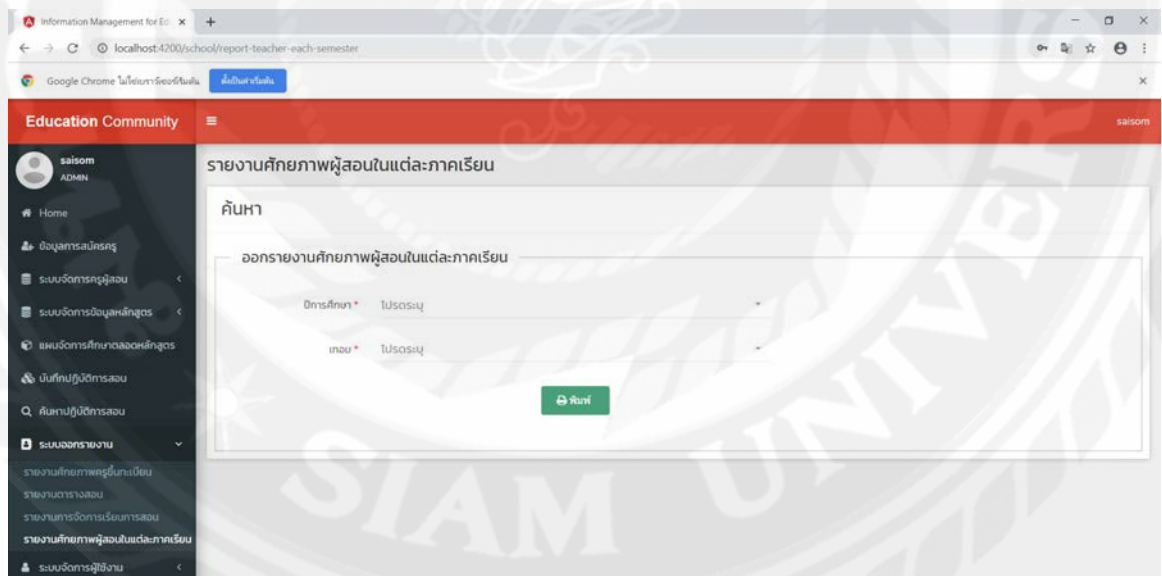 Information Management for Ed
localhost:4200/school/report-teacher-each-semester
Google Chrome ไม่ใช่เบราว์เซอร์เริ่มต้น ตั้งเป็นค่าเริ่มต้น
Education Community
saisom
saisom
ADMIN
Home
ข้อมูลการสมัครครู
ระบบจัดการครูผู้สอน
ระบบจัดการข้อมูลหลักสูตร
แผนจัดการศึกษาตลอดหลักสูตร
บันทึกปฏิบัติการสอน
ค้นหาปฏิบัติการสอน
ระบบออกรายงาน
รายงานศักยภาพครูขึ้นทะเบียน
รายงานตารางสอน
รายงานการจัดการเรียนการสอน
รายงานศักยภาพผู้สอนในแต่ละภาคเรียน
ระบบจัดการผู้ใช้งาน
รายงานศักยภาพผู้สอนในแต่ละภาคเรียน
ค้นหา
ออกรายงานศักยภาพผู้สอนในแต่ละภาคเรียน
ปีการศึกษา * โปรดระบุ
เทอม * โปรดระบุ
พิมพ์
SIAM UNIVERS